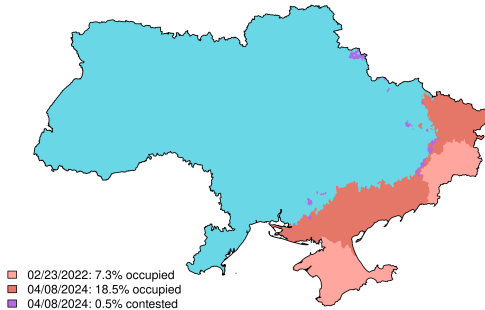 02/23/2022: 7.3% occupied
04/08/2024: 18.5% occupied
04/08/2024: 0.5% contested